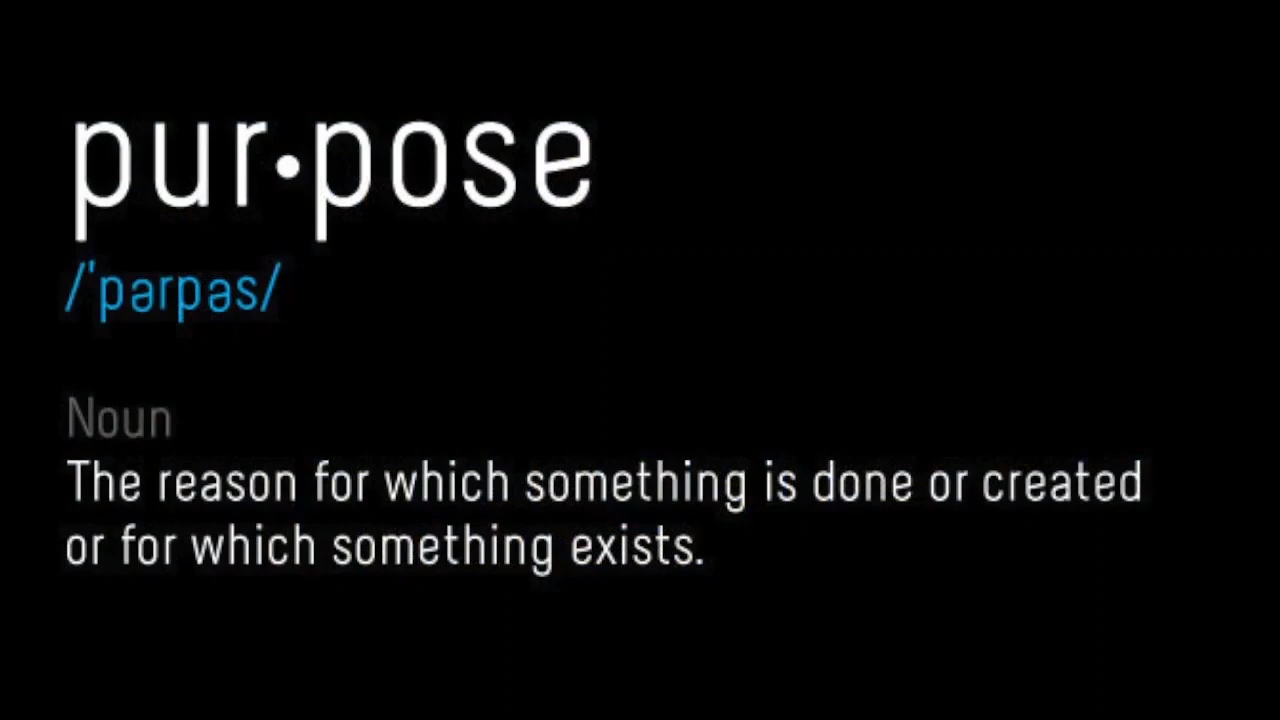 pur•pose
/ˈpərpəs/
Noun
The reason for which something is done or created
or for which something exists.